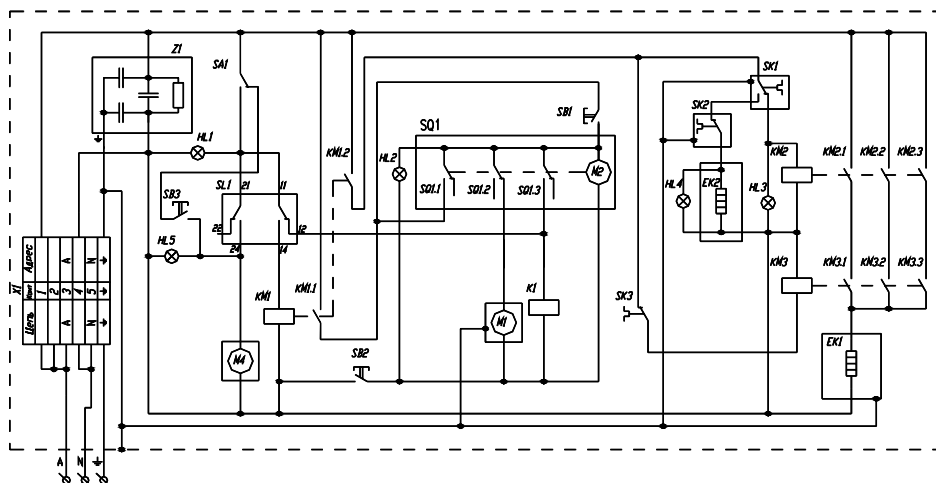 Z1
SA1
SK1
SK2
SB1
SQ1
HL1
KM1.2
HL2
M2
KM2
KM2.1
KM2.2
KM2.3
SB3
SL1
21
11
SQ1.1
SQ1.2
SQ1.3
HL4
EK2
HL3
22
12
HL5
24
14
X1
Адрес
Конт
Цепь
1
2
3
4
5
A
N
A
N
KM1
KM1.1
K1
SK3
KM3
KM3.1
KM3.2
KM3.3
M1
M4
SB2
EK1
A
N